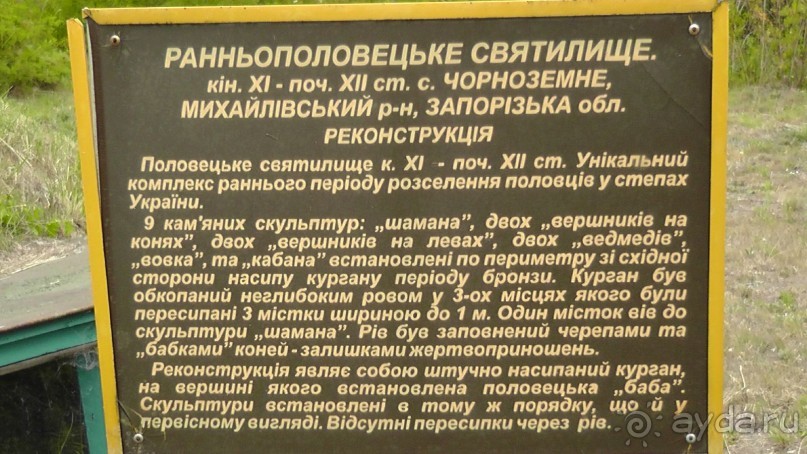 РАННЬОПОЛОВЕЦЬКЕ СВЯТИЛИЩЕ.
кін. XI - поч. XII ст. с. ЧОРНОЗЕМНЕ,
МИХАЙЛІВСЬКИЙ р-н, ЗАПОРІЗЬКА обл.
РЕКОНСТРУКЦІЯ
Половецьке святилище к. XI - поч. XII ст. Унікальний
комплекс раннього періоду розселення половців у степах
України.
9 кам'яних скульптур: „шамана”, двох „вершників на
конях”, двох „вершників на левах”, двох „ведмедів”,
„вовка”, та „кабана” встановлені по периметру зі східної
сторони насипу кургану періоду бронзи. Курган був
обкопаний неглибоким ровом у 3-ох місцях якого були
пересипані 3 містки шириною до 1 м. Один місток вів до
скульптури „шамана”. Рів був заповнений черепами та
„бабками” коней - залишками жертвоприношень.
Реконструкція являє собою штучно насипаний курган,
на вершині якого встановлена половецька „баба”.
Скульптури встановлені в тому ж порядку, що й у
первісному вигляді. Відсутні пересипки через рів.
ayda.ru